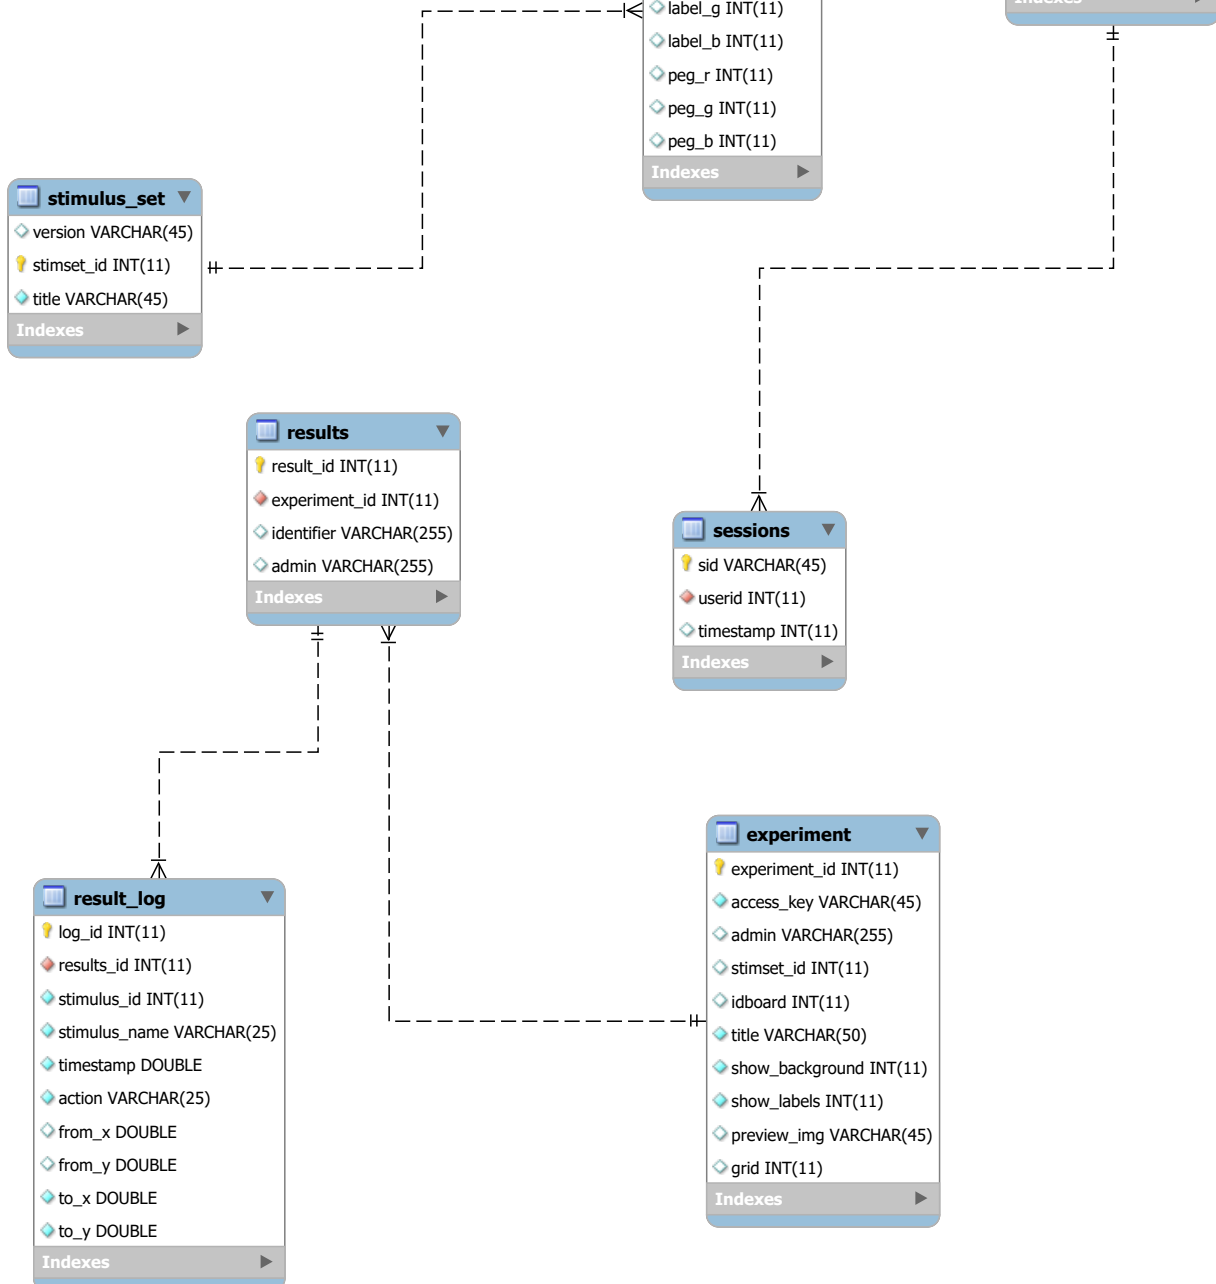 label_g INT(11)
label_b INT(11)
peg_r INT(11)
peg_g INT(11)
peg_b INT(11)
Indexes
Indexes
stimulus_set
version VARCHAR(45)
stimset_id INT(11)
title VARCHAR(45)
Indexes
results
result_id INT(11)
experiment_id INT(11)
identifier VARCHAR(255)
admin VARCHAR(255)
Indexes
sessions
sid VARCHAR(45)
userid INT(11)
timestamp INT(11)
Indexes
result_log
log_id INT(11)
results_id INT(11)
stimulus_id INT(11)
stimulus_name VARCHAR(25)
timestamp DOUBLE
action VARCHAR(25)
from_x DOUBLE
from_y DOUBLE
to_x DOUBLE
to_y DOUBLE
Indexes
experiment
experiment_id INT(11)
access_key VARCHAR(45)
admin VARCHAR(255)
stimset_id INT(11)
idboard INT(11)
title VARCHAR(50)
show_background INT(11)
show_labels INT(11)
preview_img VARCHAR(45)
grid INT(11)
Indexes